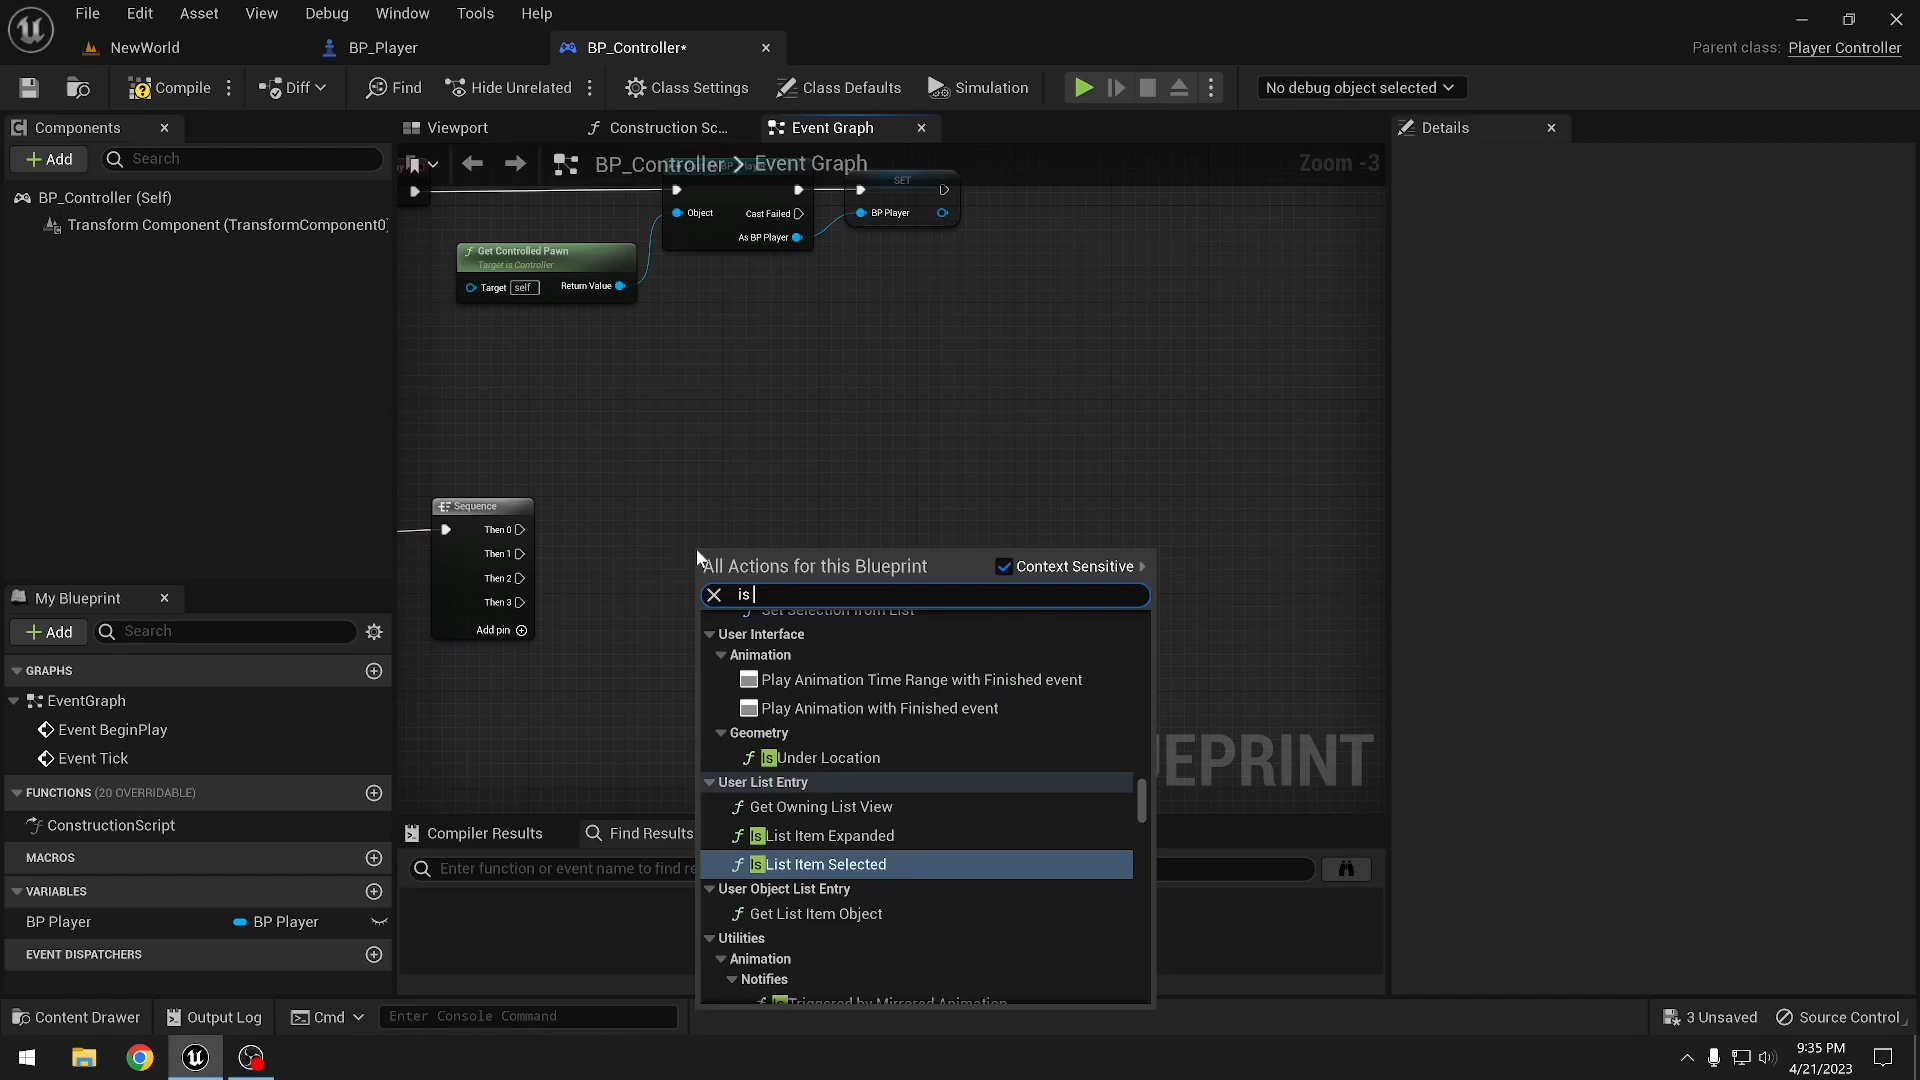 File Edit Asset View Debug Window Tools Help
NewWorld BP_Player BP_Controller* Parent class: Player Controller
Compile Diff Find Hide Unrelated Class Settings Class Defaults Simulation No debug object selected
Components Viewport Construction Sc... Event Graph Details
Add Search BP_Controller > Event Graph Zoom -3
BP_Controller (Self)
Transform Component (TransformComponent0)
SET
Object Cast Failed BP Player
As BP Player
Get Controlled Pawn
Target is Controller
Target self Return Value
Sequence
Then 0
Then 1
Then 2
Then 3
Add pin
All Actions for this Blueprint Context Sensitive
is
Set Selection from List
User Interface
Animation
Play Animation Time Range with Finished event
Play Animation with Finished event
Geometry
Is Under Location
User List Entry
Get Owning List View
Is List Item Expanded
Is List Item Selected
User Object List Entry
Get List Item Object
Utilities
Animation
Notifies
Is Triggered by Mirrored Animation
EPRINT
My Blueprint
Add Search
GRAPHS
EventGraph
Event BeginPlay
Event Tick
FUNCTIONS (20 OVERRIDABLE)
ConstructionScript
MACROS
VARIABLES
BP Player BP Player
EVENT DISPATCHERS
Compiler Results Find Results
Enter function or event name to find re
Content Drawer Output Log Cmd Enter Console Command 3 Unsaved Source Control
9:35 PM
4/21/2023